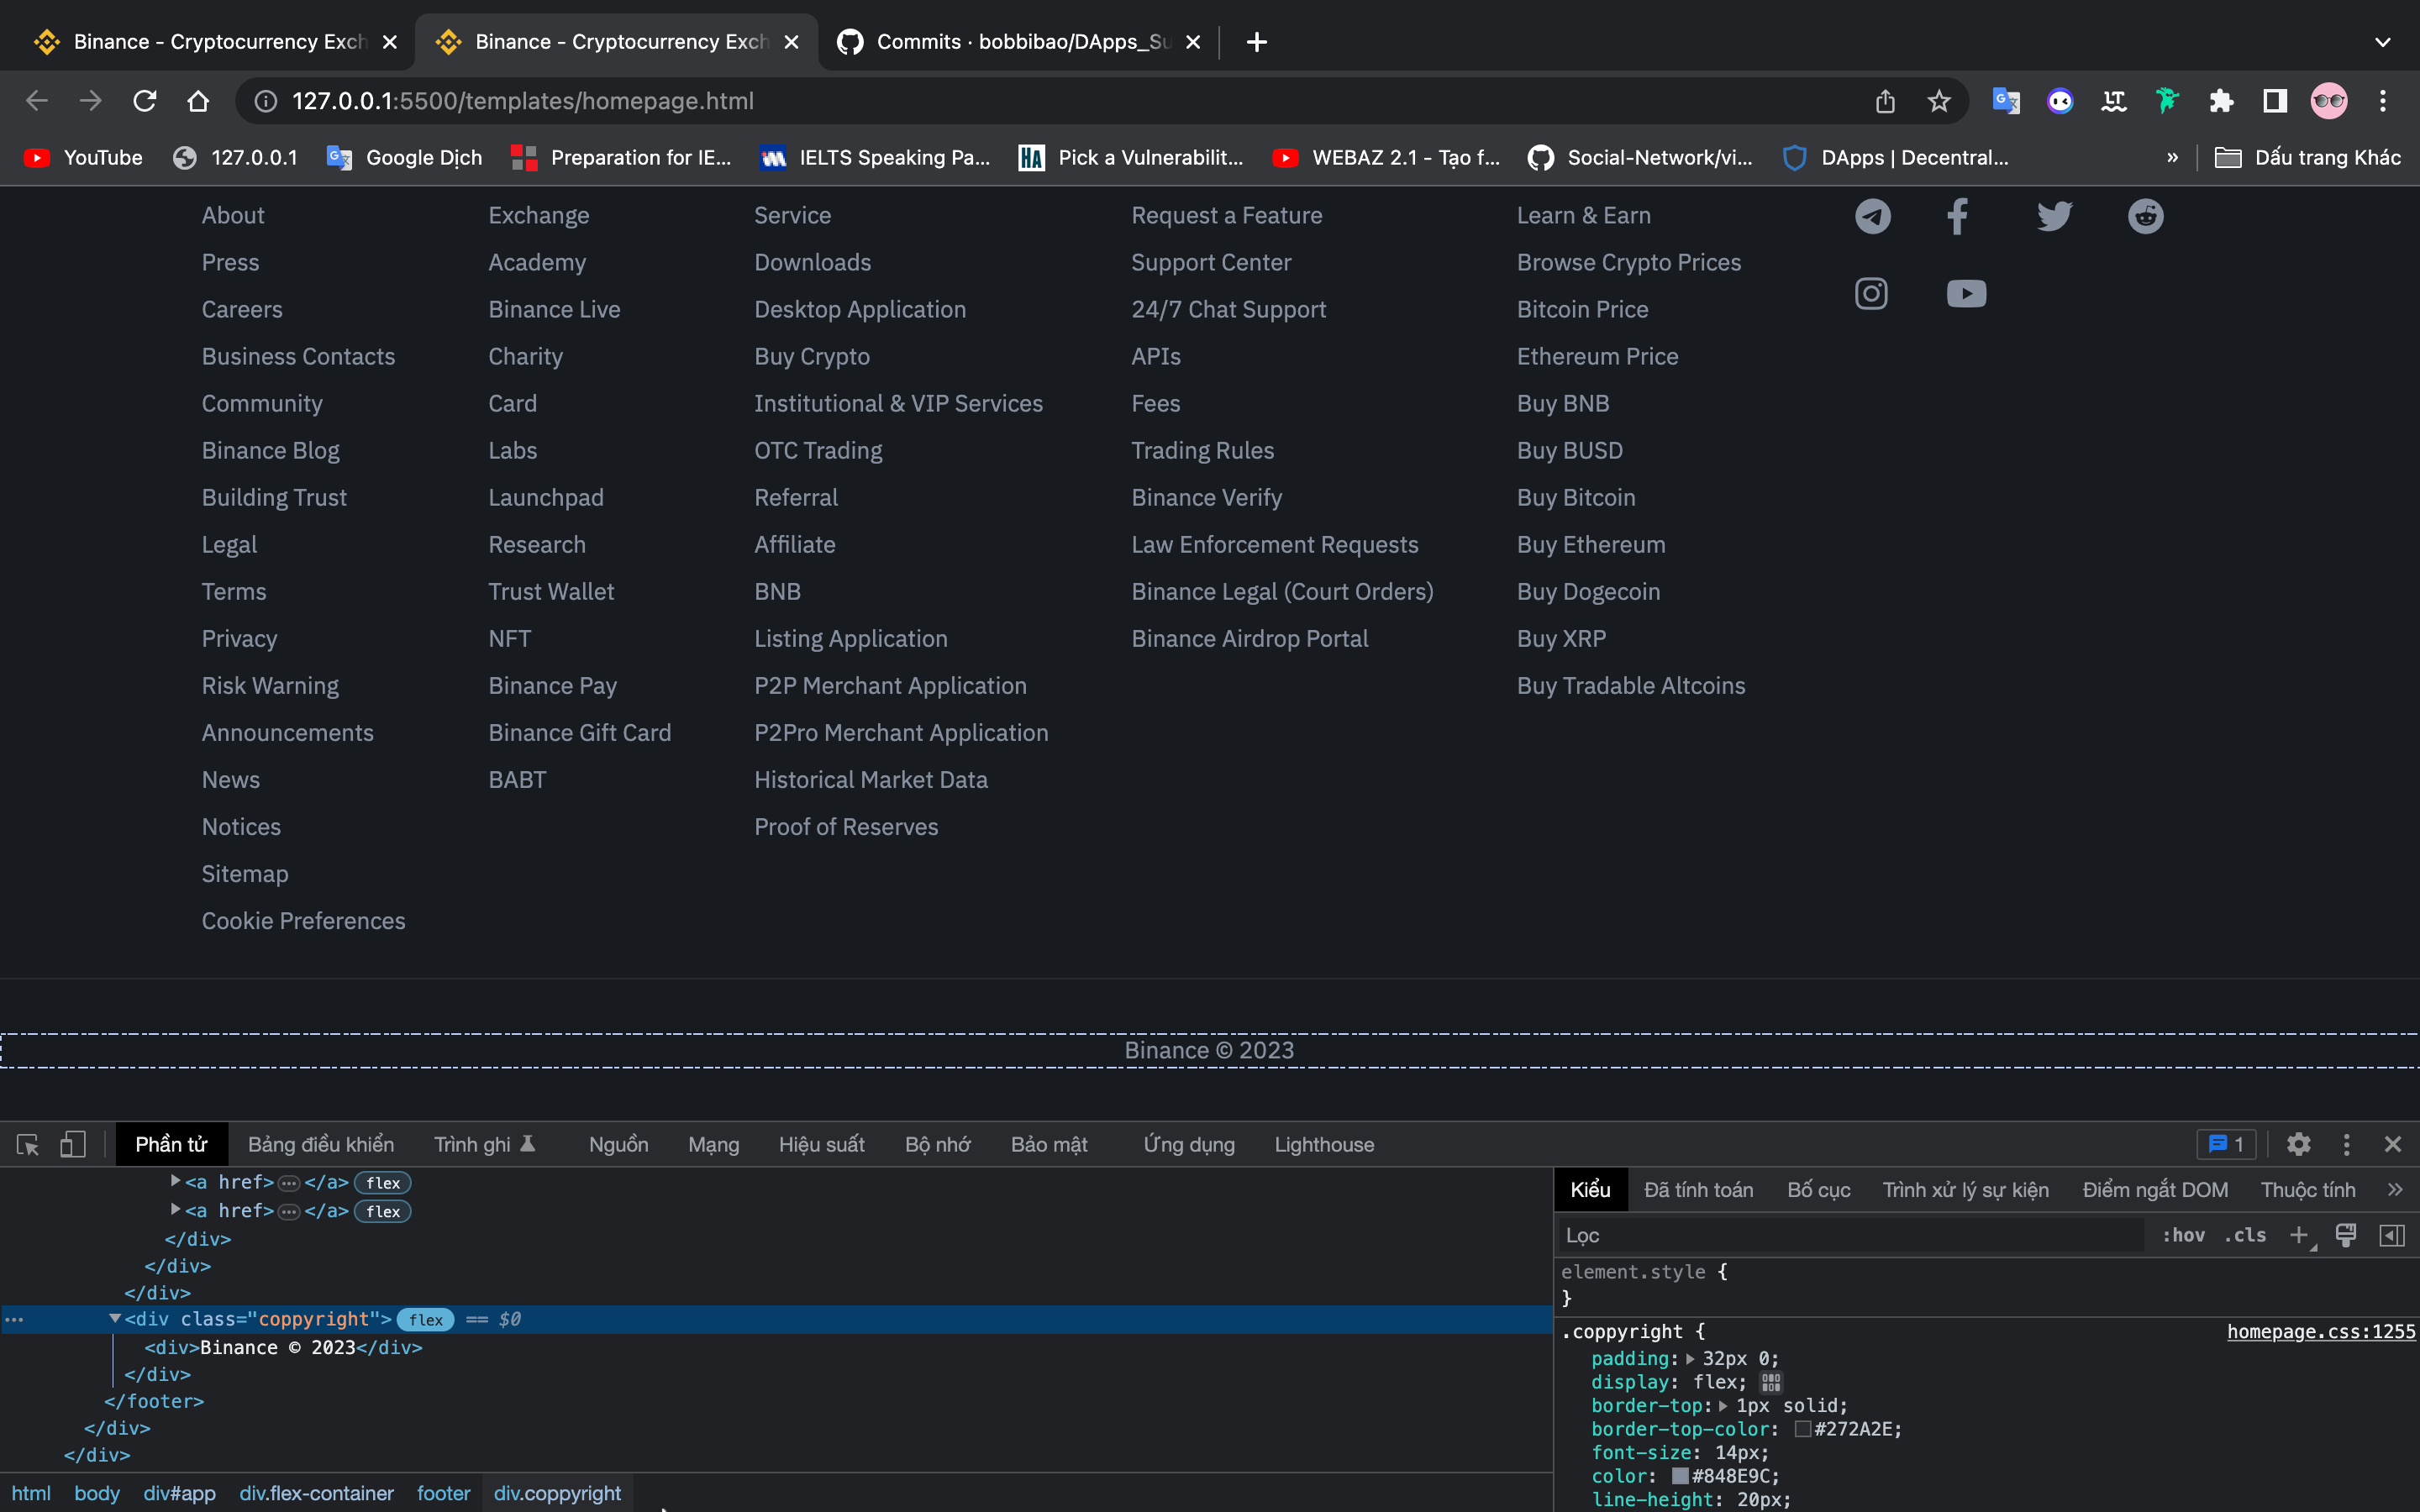 Binance - Cryptocurrency Exch
Binance - Cryptocurrency Exch
Commits · bobbibao/DApps_Su
127.0.0.1:5500/templates/homepage.html
YouTube
127.0.0.1
Google Dịch
Preparation for IE...
IELTS Speaking Pa...
HA
Pick a Vulnerabilit...
WEBAZ 2.1 - Tạo f...
Social-Network/vi...
DApps | Decentral...
»
Dấu trang Khác
About
Press
Careers
Business Contacts
Community
Binance Blog
Building Trust
Legal
Terms
Privacy
Risk Warning
Announcements
News
Notices
Sitemap
Cookie Preferences
Exchange
Academy
Binance Live
Charity
Card
Labs
Launchpad
Research
Trust Wallet
NFT
Binance Pay
Binance Gift Card
BABT
Service
Downloads
Desktop Application
Buy Crypto
Institutional & VIP Services
OTC Trading
Referral
Affiliate
BNB
Listing Application
P2P Merchant Application
P2Pro Merchant Application
Historical Market Data
Proof of Reserves
Request a Feature
Support Center
24/7 Chat Support
APIs
Fees
Trading Rules
Binance Verify
Law Enforcement Requests
Binance Legal (Court Orders)
Binance Airdrop Portal
Learn & Earn
Browse Crypto Prices
Bitcoin Price
Ethereum Price
Buy BNB
Buy BUSD
Buy Bitcoin
Buy Ethereum
Buy Dogecoin
Buy XRP
Buy Tradable Altcoins
Binance © 2023
Phần tử
Bảng điều khiển
Trình ghi
Nguồn
Mạng
Hiệu suất
Bộ nhớ
Bảo mật
Ứng dụng
Lighthouse
1
<a href>…</a> flex
<a href>…</a> flex
</div>
</div>
</div>
<div class="coppyright"> flex == $0
<div>Binance © 2023</div>
</div>
</footer>
</div>
</div>
html body div#app div.flex-container footer div.coppyright
Kiểu
Đã tính toán
Bố cục
Trình xử lý sự kiện
Điểm ngắt DOM
Thuộc tính
»
Lọc
:hov .cls +
element.style {
}
.coppyright { homepage.css:1255
padding: 32px 0;
display: flex;
border-top: 1px solid;
border-top-color: #272A2E;
font-size: 14px;
color: #848E9C;
line-height: 20px;